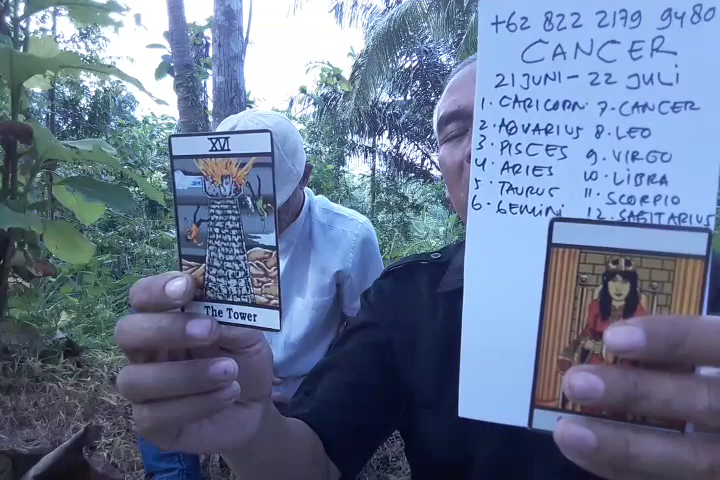 +62 822 2179 9480
CANCER
21 JUNI - 22 JULI
1. CARICORN 7. CANCER
2. AQUARIUS 8. LEO
3. PISCES 9. VIRGO
4. ARIES 10. LIBRA
5. TAURUS 11. SCORPIO
6. GEMINI 12. SAGITARIUS
XVI
The Tower